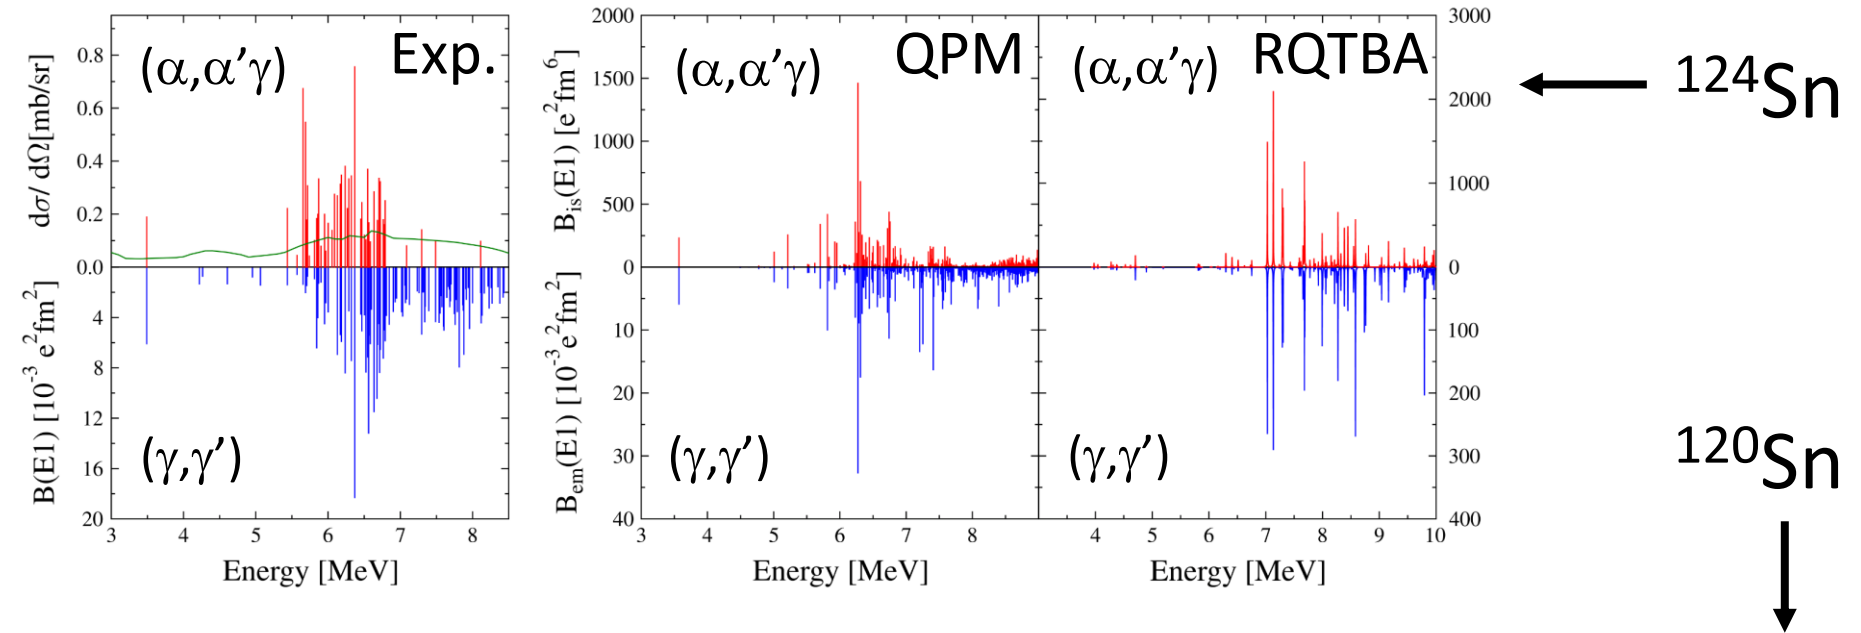 (α,α’γ) Exp.
dσ/ dΩ[mb/sr]
0.8
0.6
0.4
0.2
0.0
B(E1) [10⁻³ e²fm²]
4
8
12
16
20
(γ,γ’)
3 4 5 6 7 8
Energy [MeV]
(α,α’γ) QPM
B_is(E1) [e²fm⁶]
2000
1500
1000
500
0
B_em(E1) [10⁻³e²fm²]
10
20
30
40
(γ,γ’)
3 4 5 6 7 8
Energy [MeV]
(α,α’γ) RQTBA
3000
2000
1000
0
100
200
300
400
(γ,γ’)
4 5 6 7 8 9 10
Energy [MeV]
¹²⁴Sn
¹²⁰Sn